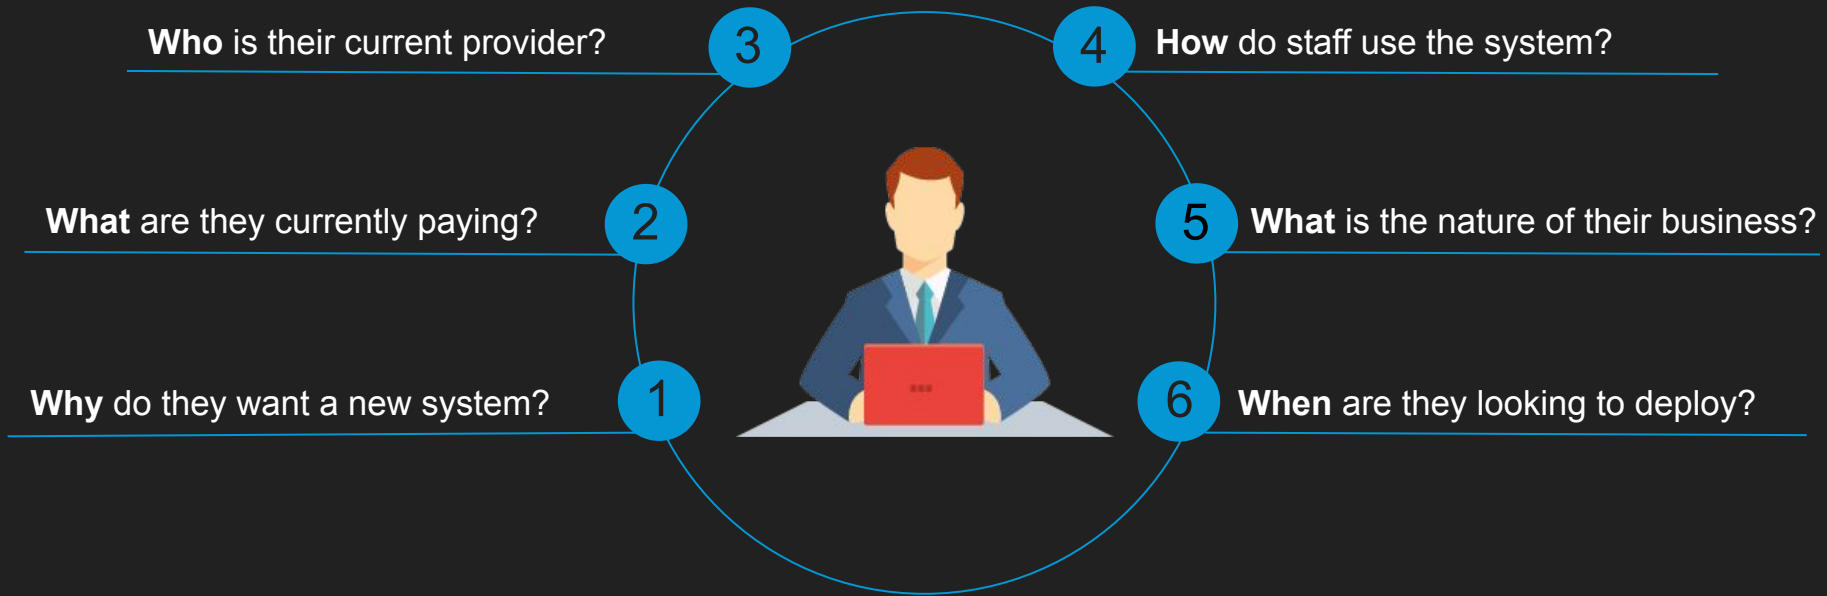 1
Why do they want a new system?
2
What are they currently paying?
3
Who is their current provider?
4
How do staff use the system?
5
What is the nature of their business?
6
When are they looking to deploy?